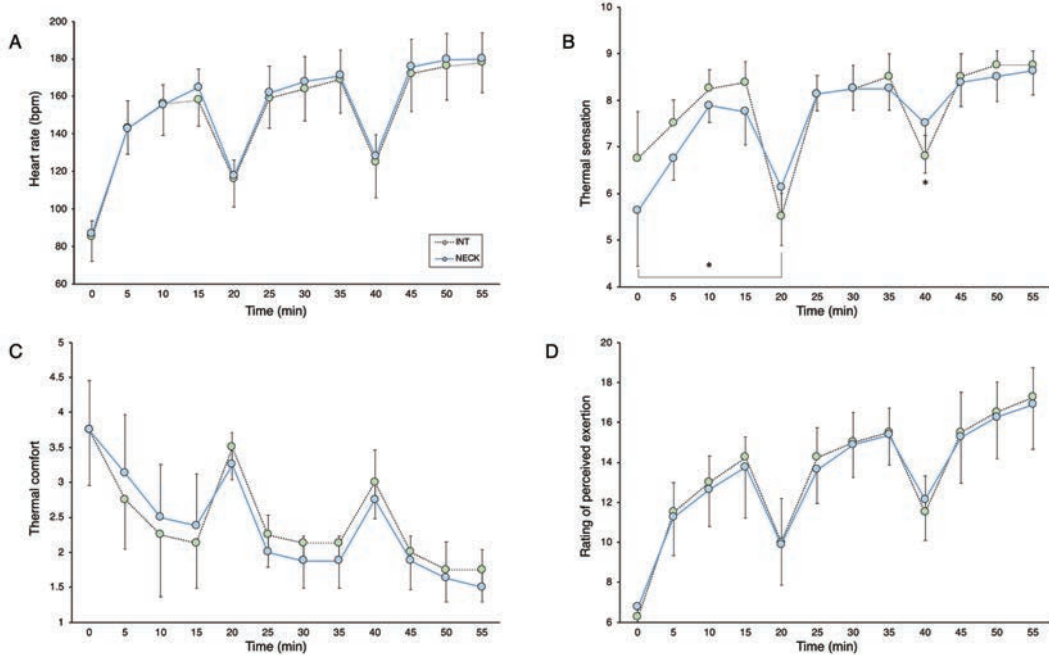 A
Heart rate (bpm)
200
180
160
140
120
100
80
60
INT
NECK
0 5 10 15 20 25 30 35 40 45 50 55
Time (min)
B
Thermal sensation
10
9
8
7
6
5
4
*
*
0 5 10 15 20 25 30 35 40 45 50 55
Time (min)
C
Thermal comfort
5
4.5
4
3.5
3
2.5
2
1.5
1
0 5 10 15 20 25 30 35 40 45 50 55
Time (min)
D
Rating of perceived exertion
20
18
16
14
12
10
8
6
0 5 10 15 20 25 30 35 40 45 50 55
Time (min)